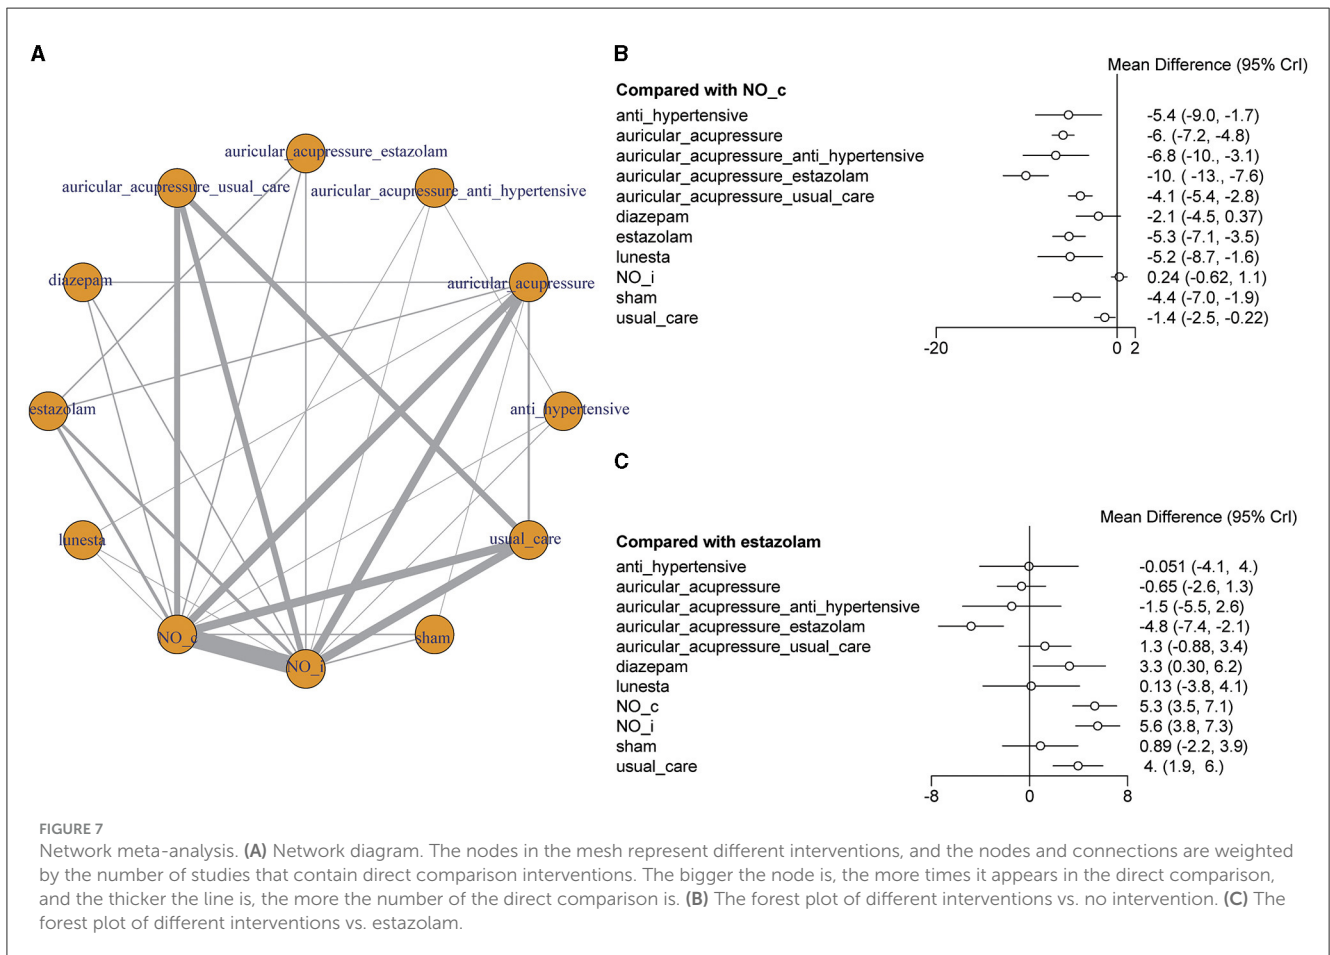 A
auricular_acupressure_estazolam
auricular_acupressure_usual_care
auricular_acupressure_anti_hypertensive
diazepam
auricular_acupressure
estazolam
anti_hypertensive
lunesta
usual_care
NO_c
sham
NO_i
B
Mean Difference (95% CrI)
Compared with NO_c
anti_hypertensive -5.4 (-9.0, -1.7)
auricular_acupressure -6. (-7.2, -4.8)
auricular_acupressure_anti_hypertensive -6.8 (-10., -3.1)
auricular_acupressure_estazolam -10. ( -13., -7.6)
auricular_acupressure_usual_care -4.1 (-5.4, -2.8)
diazepam -2.1 (-4.5, 0.37)
estazolam -5.3 (-7.1, -3.5)
lunesta -5.2 (-8.7, -1.6)
NO_i 0.24 (-0.62, 1.1)
sham -4.4 (-7.0, -1.9)
usual_care -1.4 (-2.5, -0.22)
-20 0 2
C
Mean Difference (95% CrI)
Compared with estazolam
anti_hypertensive -0.051 (-4.1, 4.)
auricular_acupressure -0.65 (-2.6, 1.3)
auricular_acupressure_anti_hypertensive -1.5 (-5.5, 2.6)
auricular_acupressure_estazolam -4.8 (-7.4, -2.1)
auricular_acupressure_usual_care 1.3 (-0.88, 3.4)
diazepam 3.3 (0.30, 6.2)
lunesta 0.13 (-3.8, 4.1)
NO_c 5.3 (3.5, 7.1)
NO_i 5.6 (3.8, 7.3)
sham 0.89 (-2.2, 3.9)
usual_care 4. (1.9, 6.)
-8 0 8
FIGURE 7
Network meta-analysis. (A) Network diagram. The nodes in the mesh represent different interventions, and the nodes and connections are weighted
by the number of studies that contain direct comparison interventions. The bigger the node is, the more times it appears in the direct comparison,
and the thicker the line is, the more the number of the direct comparison is. (B) The forest plot of different interventions vs. no intervention. (C) The
forest plot of different interventions vs. estazolam.